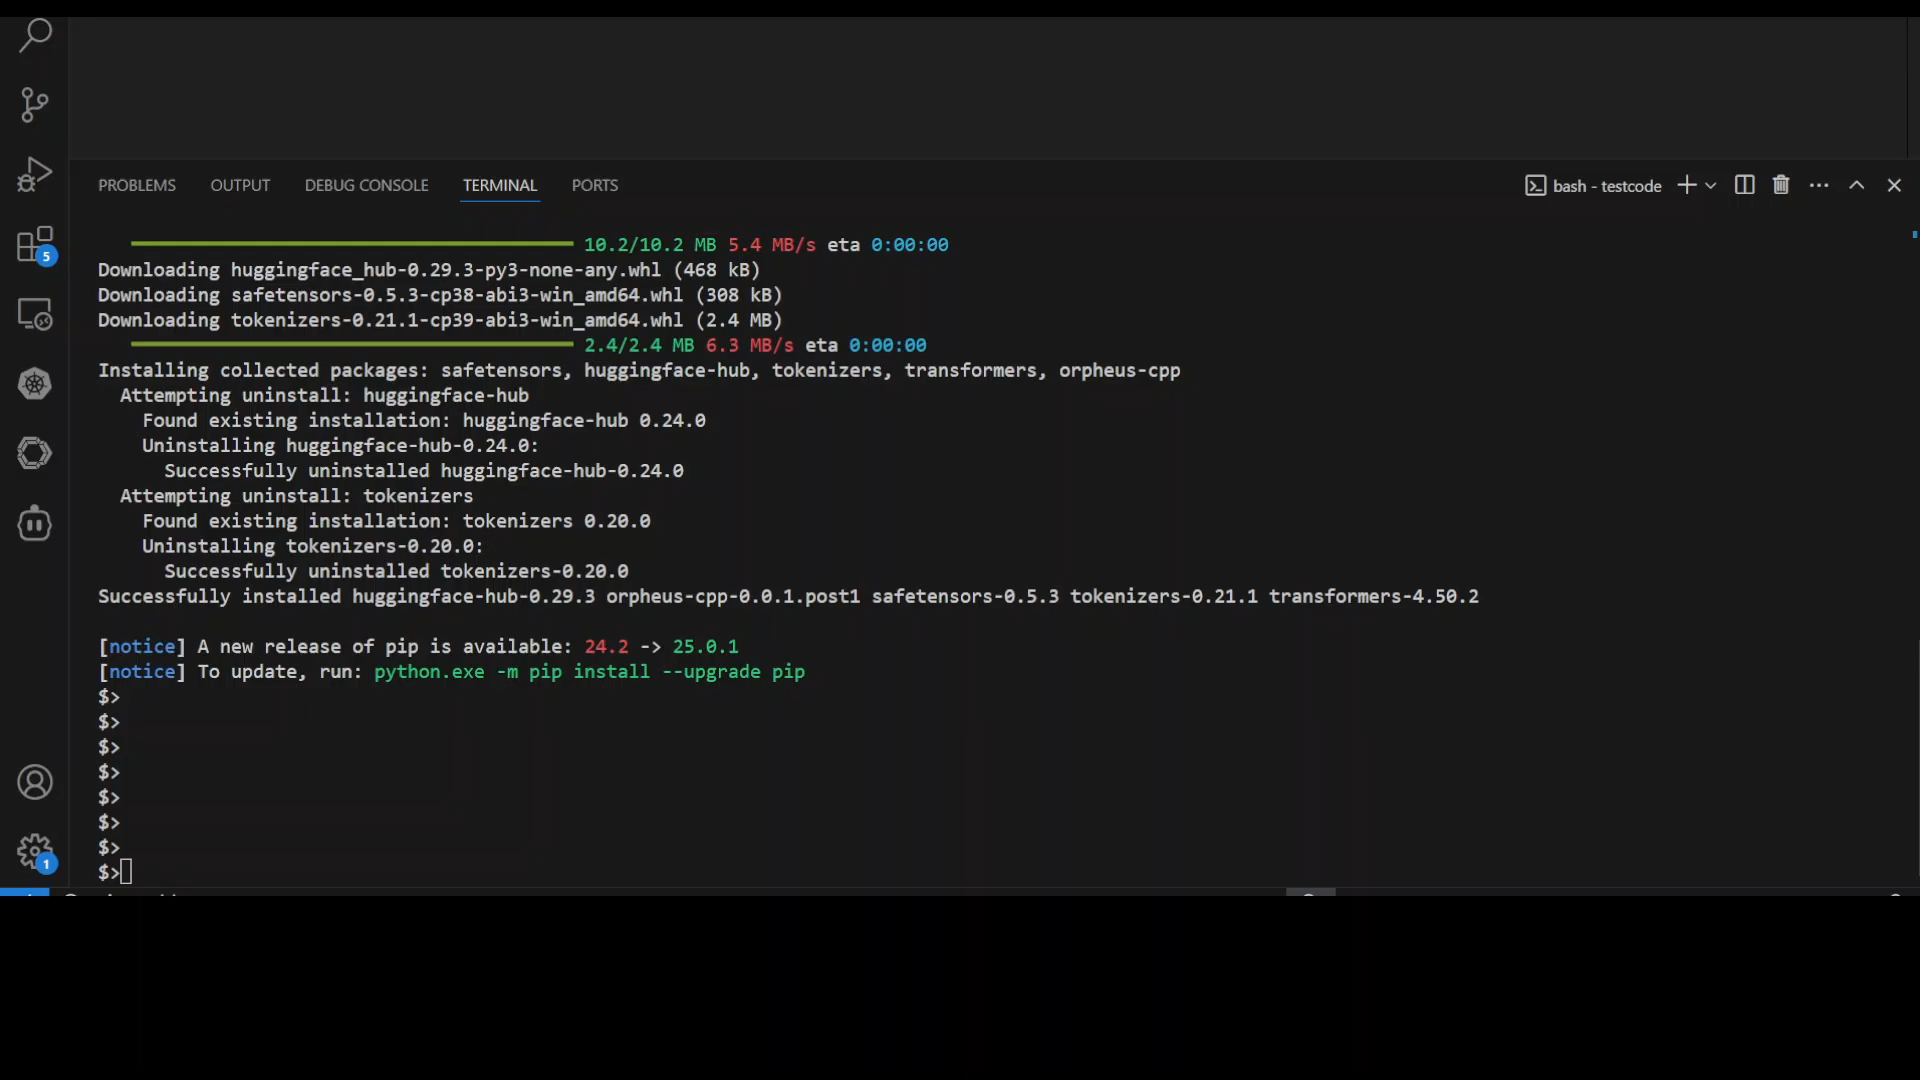 PROBLEMS OUTPUT DEBUG CONSOLE TERMINAL PORTS bash - testcode
10.2/10.2 MB 5.4 MB/s eta 0:00:00
Downloading huggingface_hub-0.29.3-py3-none-any.whl (468 kB)
Downloading safetensors-0.5.3-cp38-abi3-win_amd64.whl (308 kB)
Downloading tokenizers-0.21.1-cp39-abi3-win_amd64.whl (2.4 MB)
2.4/2.4 MB 6.3 MB/s eta 0:00:00
Installing collected packages: safetensors, huggingface-hub, tokenizers, transformers, orpheus-cpp
Attempting uninstall: huggingface-hub
Found existing installation: huggingface-hub 0.24.0
Uninstalling huggingface-hub-0.24.0:
Successfully uninstalled huggingface-hub-0.24.0
Attempting uninstall: tokenizers
Found existing installation: tokenizers 0.20.0
Uninstalling tokenizers-0.20.0:
Successfully uninstalled tokenizers-0.20.0
Successfully installed huggingface-hub-0.29.3 orpheus-cpp-0.0.1.post1 safetensors-0.5.3 tokenizers-0.21.1 transformers-4.50.2
[notice] A new release of pip is available: 24.2 -> 25.0.1
[notice] To update, run: python.exe -m pip install --upgrade pip
$>
$>
$>
$>
$>
$>
$>
$>
5
1